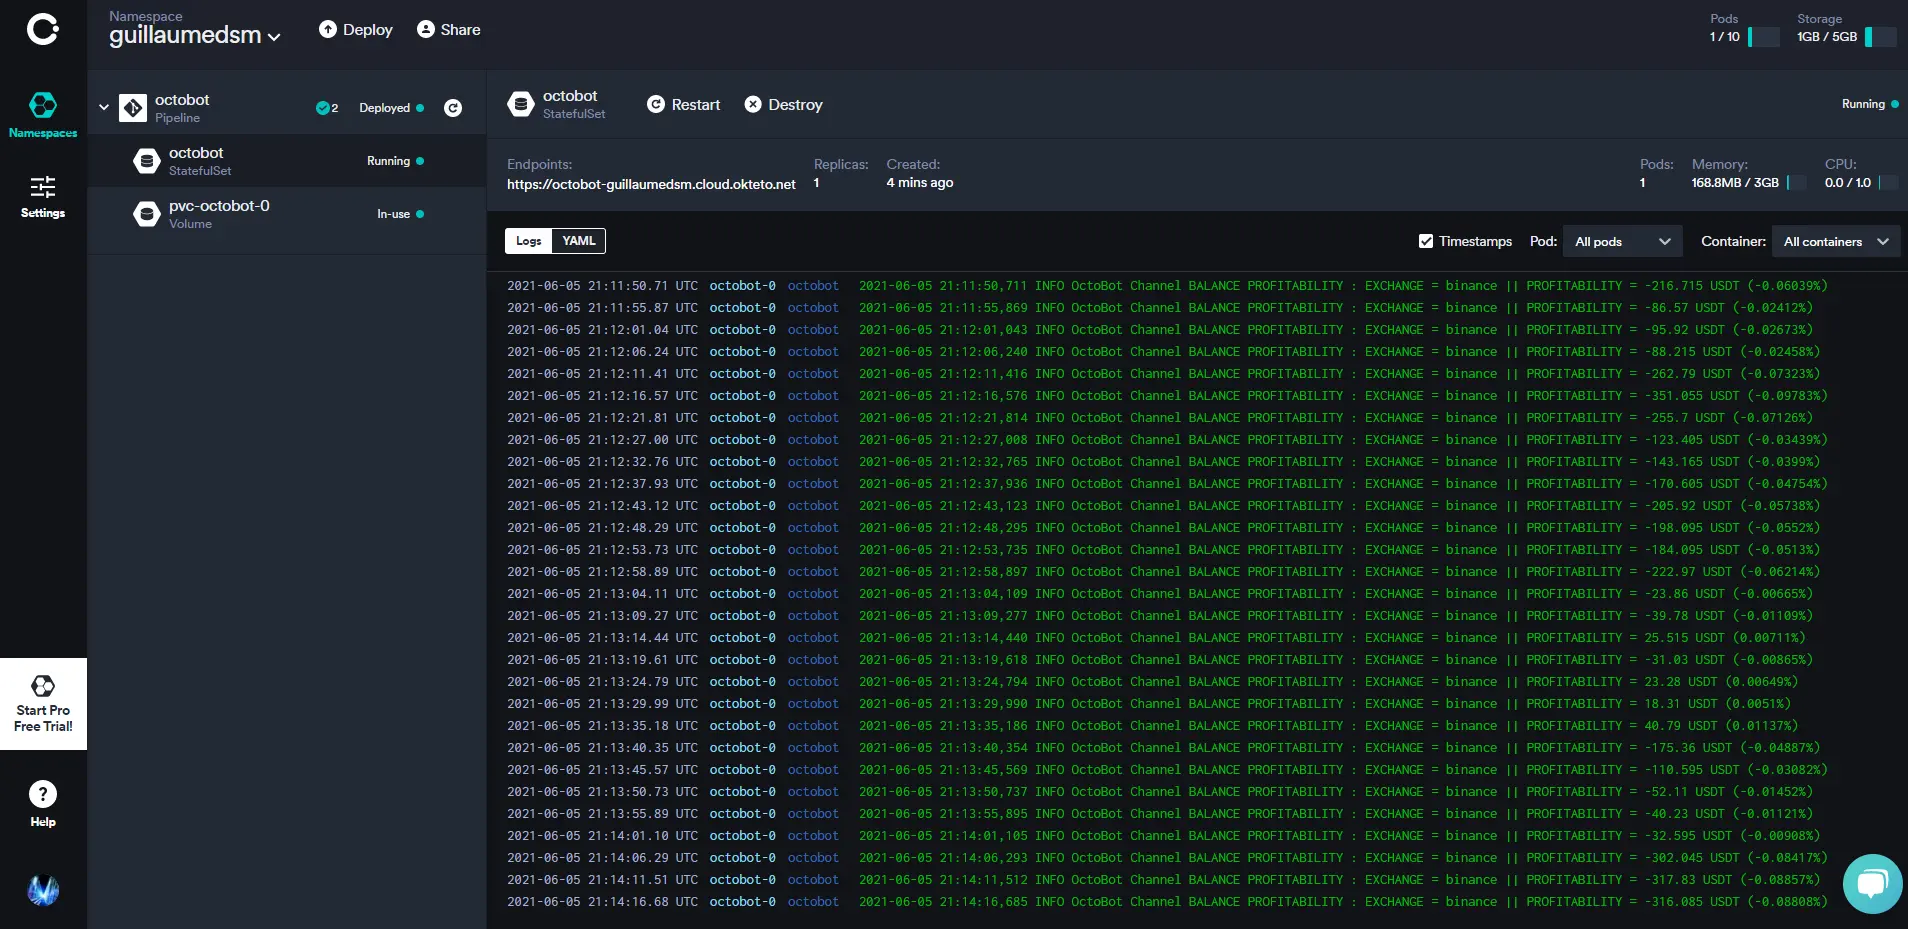 Namespace
guillaumedsm
Deploy
Share
Pods
1 / 10
Storage
1GB / 5GB
Namespaces
Settings
Start Pro
Free Trial!
Help
octobot
Pipeline
2
Deployed
octobot
StatefulSet
Running
pvc-octobot-0
Volume
In-use
octobot
StatefulSet
Restart
Destroy
Running
Endpoints:
https://octobot-guillaumedsm.cloud.okteto.net
Replicas:
1
Created:
4 mins ago
Pods:
1
Memory:
168.8MB / 3GB
CPU:
0.0 / 1.0
Logs
YAML
Timestamps
Pod:
All pods
Container:
All containers
2021-06-05 21:11:50.71 UTC octobot-0 octobot 2021-06-05 21:11:50,711 INFO OctoBot Channel BALANCE PROFITABILITY : EXCHANGE = binance || PROFITABILITY = -216.715 USDT (-0.06039%)
2021-06-05 21:11:55.87 UTC octobot-0 octobot 2021-06-05 21:11:55,869 INFO OctoBot Channel BALANCE PROFITABILITY : EXCHANGE = binance || PROFITABILITY = -86.57 USDT (-0.02412%)
2021-06-05 21:12:01.04 UTC octobot-0 octobot 2021-06-05 21:12:01,043 INFO OctoBot Channel BALANCE PROFITABILITY : EXCHANGE = binance || PROFITABILITY = -95.92 USDT (-0.02673%)
2021-06-05 21:12:06.24 UTC octobot-0 octobot 2021-06-05 21:12:06,240 INFO OctoBot Channel BALANCE PROFITABILITY : EXCHANGE = binance || PROFITABILITY = -88.215 USDT (-0.02458%)
2021-06-05 21:12:11.41 UTC octobot-0 octobot 2021-06-05 21:12:11,416 INFO OctoBot Channel BALANCE PROFITABILITY : EXCHANGE = binance || PROFITABILITY = -262.79 USDT (-0.07323%)
2021-06-05 21:12:16.57 UTC octobot-0 octobot 2021-06-05 21:12:16,576 INFO OctoBot Channel BALANCE PROFITABILITY : EXCHANGE = binance || PROFITABILITY = -351.055 USDT (-0.09783%)
2021-06-05 21:12:21.81 UTC octobot-0 octobot 2021-06-05 21:12:21,814 INFO OctoBot Channel BALANCE PROFITABILITY : EXCHANGE = binance || PROFITABILITY = -255.7 USDT (-0.07126%)
2021-06-05 21:12:27.00 UTC octobot-0 octobot 2021-06-05 21:12:27,008 INFO OctoBot Channel BALANCE PROFITABILITY : EXCHANGE = binance || PROFITABILITY = -123.405 USDT (-0.03439%)
2021-06-05 21:12:32.76 UTC octobot-0 octobot 2021-06-05 21:12:32,765 INFO OctoBot Channel BALANCE PROFITABILITY : EXCHANGE = binance || PROFITABILITY = -143.165 USDT (-0.0399%)
2021-06-05 21:12:37.93 UTC octobot-0 octobot 2021-06-05 21:12:37,936 INFO OctoBot Channel BALANCE PROFITABILITY : EXCHANGE = binance || PROFITABILITY = -170.605 USDT (-0.04754%)
2021-06-05 21:12:43.12 UTC octobot-0 octobot 2021-06-05 21:12:43,123 INFO OctoBot Channel BALANCE PROFITABILITY : EXCHANGE = binance || PROFITABILITY = -205.92 USDT (-0.05738%)
2021-06-05 21:12:48.29 UTC octobot-0 octobot 2021-06-05 21:12:48,295 INFO OctoBot Channel BALANCE PROFITABILITY : EXCHANGE = binance || PROFITABILITY = -198.095 USDT (-0.0552%)
2021-06-05 21:12:53.73 UTC octobot-0 octobot 2021-06-05 21:12:53,735 INFO OctoBot Channel BALANCE PROFITABILITY : EXCHANGE = binance || PROFITABILITY = -184.095 USDT (-0.0513%)
2021-06-05 21:12:58.89 UTC octobot-0 octobot 2021-06-05 21:12:58,897 INFO OctoBot Channel BALANCE PROFITABILITY : EXCHANGE = binance || PROFITABILITY = -222.97 USDT (-0.06214%)
2021-06-05 21:13:04.11 UTC octobot-0 octobot 2021-06-05 21:13:04,109 INFO OctoBot Channel BALANCE PROFITABILITY : EXCHANGE = binance || PROFITABILITY = -23.86 USDT (-0.00665%)
2021-06-05 21:13:09.27 UTC octobot-0 octobot 2021-06-05 21:13:09,277 INFO OctoBot Channel BALANCE PROFITABILITY : EXCHANGE = binance || PROFITABILITY = -39.78 USDT (-0.01109%)
2021-06-05 21:13:14.44 UTC octobot-0 octobot 2021-06-05 21:13:14,440 INFO OctoBot Channel BALANCE PROFITABILITY : EXCHANGE = binance || PROFITABILITY = 25.515 USDT (0.00711%)
2021-06-05 21:13:19.61 UTC octobot-0 octobot 2021-06-05 21:13:19,618 INFO OctoBot Channel BALANCE PROFITABILITY : EXCHANGE = binance || PROFITABILITY = -31.03 USDT (-0.00865%)
2021-06-05 21:13:24.79 UTC octobot-0 octobot 2021-06-05 21:13:24,794 INFO OctoBot Channel BALANCE PROFITABILITY : EXCHANGE = binance || PROFITABILITY = 23.28 USDT (0.00649%)
2021-06-05 21:13:29.99 UTC octobot-0 octobot 2021-06-05 21:13:29,990 INFO OctoBot Channel BALANCE PROFITABILITY : EXCHANGE = binance || PROFITABILITY = 18.31 USDT (0.0051%)
2021-06-05 21:13:35.18 UTC octobot-0 octobot 2021-06-05 21:13:35,186 INFO OctoBot Channel BALANCE PROFITABILITY : EXCHANGE = binance || PROFITABILITY = 40.79 USDT (0.01137%)
2021-06-05 21:13:40.35 UTC octobot-0 octobot 2021-06-05 21:13:40,354 INFO OctoBot Channel BALANCE PROFITABILITY : EXCHANGE = binance || PROFITABILITY = -175.36 USDT (-0.04887%)
2021-06-05 21:13:45.57 UTC octobot-0 octobot 2021-06-05 21:13:45,569 INFO OctoBot Channel BALANCE PROFITABILITY : EXCHANGE = binance || PROFITABILITY = -110.595 USDT (-0.03082%)
2021-06-05 21:13:50.73 UTC octobot-0 octobot 2021-06-05 21:13:50,737 INFO OctoBot Channel BALANCE PROFITABILITY : EXCHANGE = binance || PROFITABILITY = -52.11 USDT (-0.01452%)
2021-06-05 21:13:55.89 UTC octobot-0 octobot 2021-06-05 21:13:55,895 INFO OctoBot Channel BALANCE PROFITABILITY : EXCHANGE = binance || PROFITABILITY = -40.23 USDT (-0.01121%)
2021-06-05 21:14:01.10 UTC octobot-0 octobot 2021-06-05 21:14:01,105 INFO OctoBot Channel BALANCE PROFITABILITY : EXCHANGE = binance || PROFITABILITY = -32.595 USDT (-0.00908%)
2021-06-05 21:14:06.29 UTC octobot-0 octobot 2021-06-05 21:14:06,293 INFO OctoBot Channel BALANCE PROFITABILITY : EXCHANGE = binance || PROFITABILITY = -302.045 USDT (-0.08417%)
2021-06-05 21:14:11.51 UTC octobot-0 octobot 2021-06-05 21:14:11,512 INFO OctoBot Channel BALANCE PROFITABILITY : EXCHANGE = binance || PROFITABILITY = -317.83 USDT (-0.08857%)
2021-06-05 21:14:16.68 UTC octobot-0 octobot 2021-06-05 21:14:16,685 INFO OctoBot Channel BALANCE PROFITABILITY : EXCHANGE = binance || PROFITABILITY = -316.085 USDT (-0.08808%)